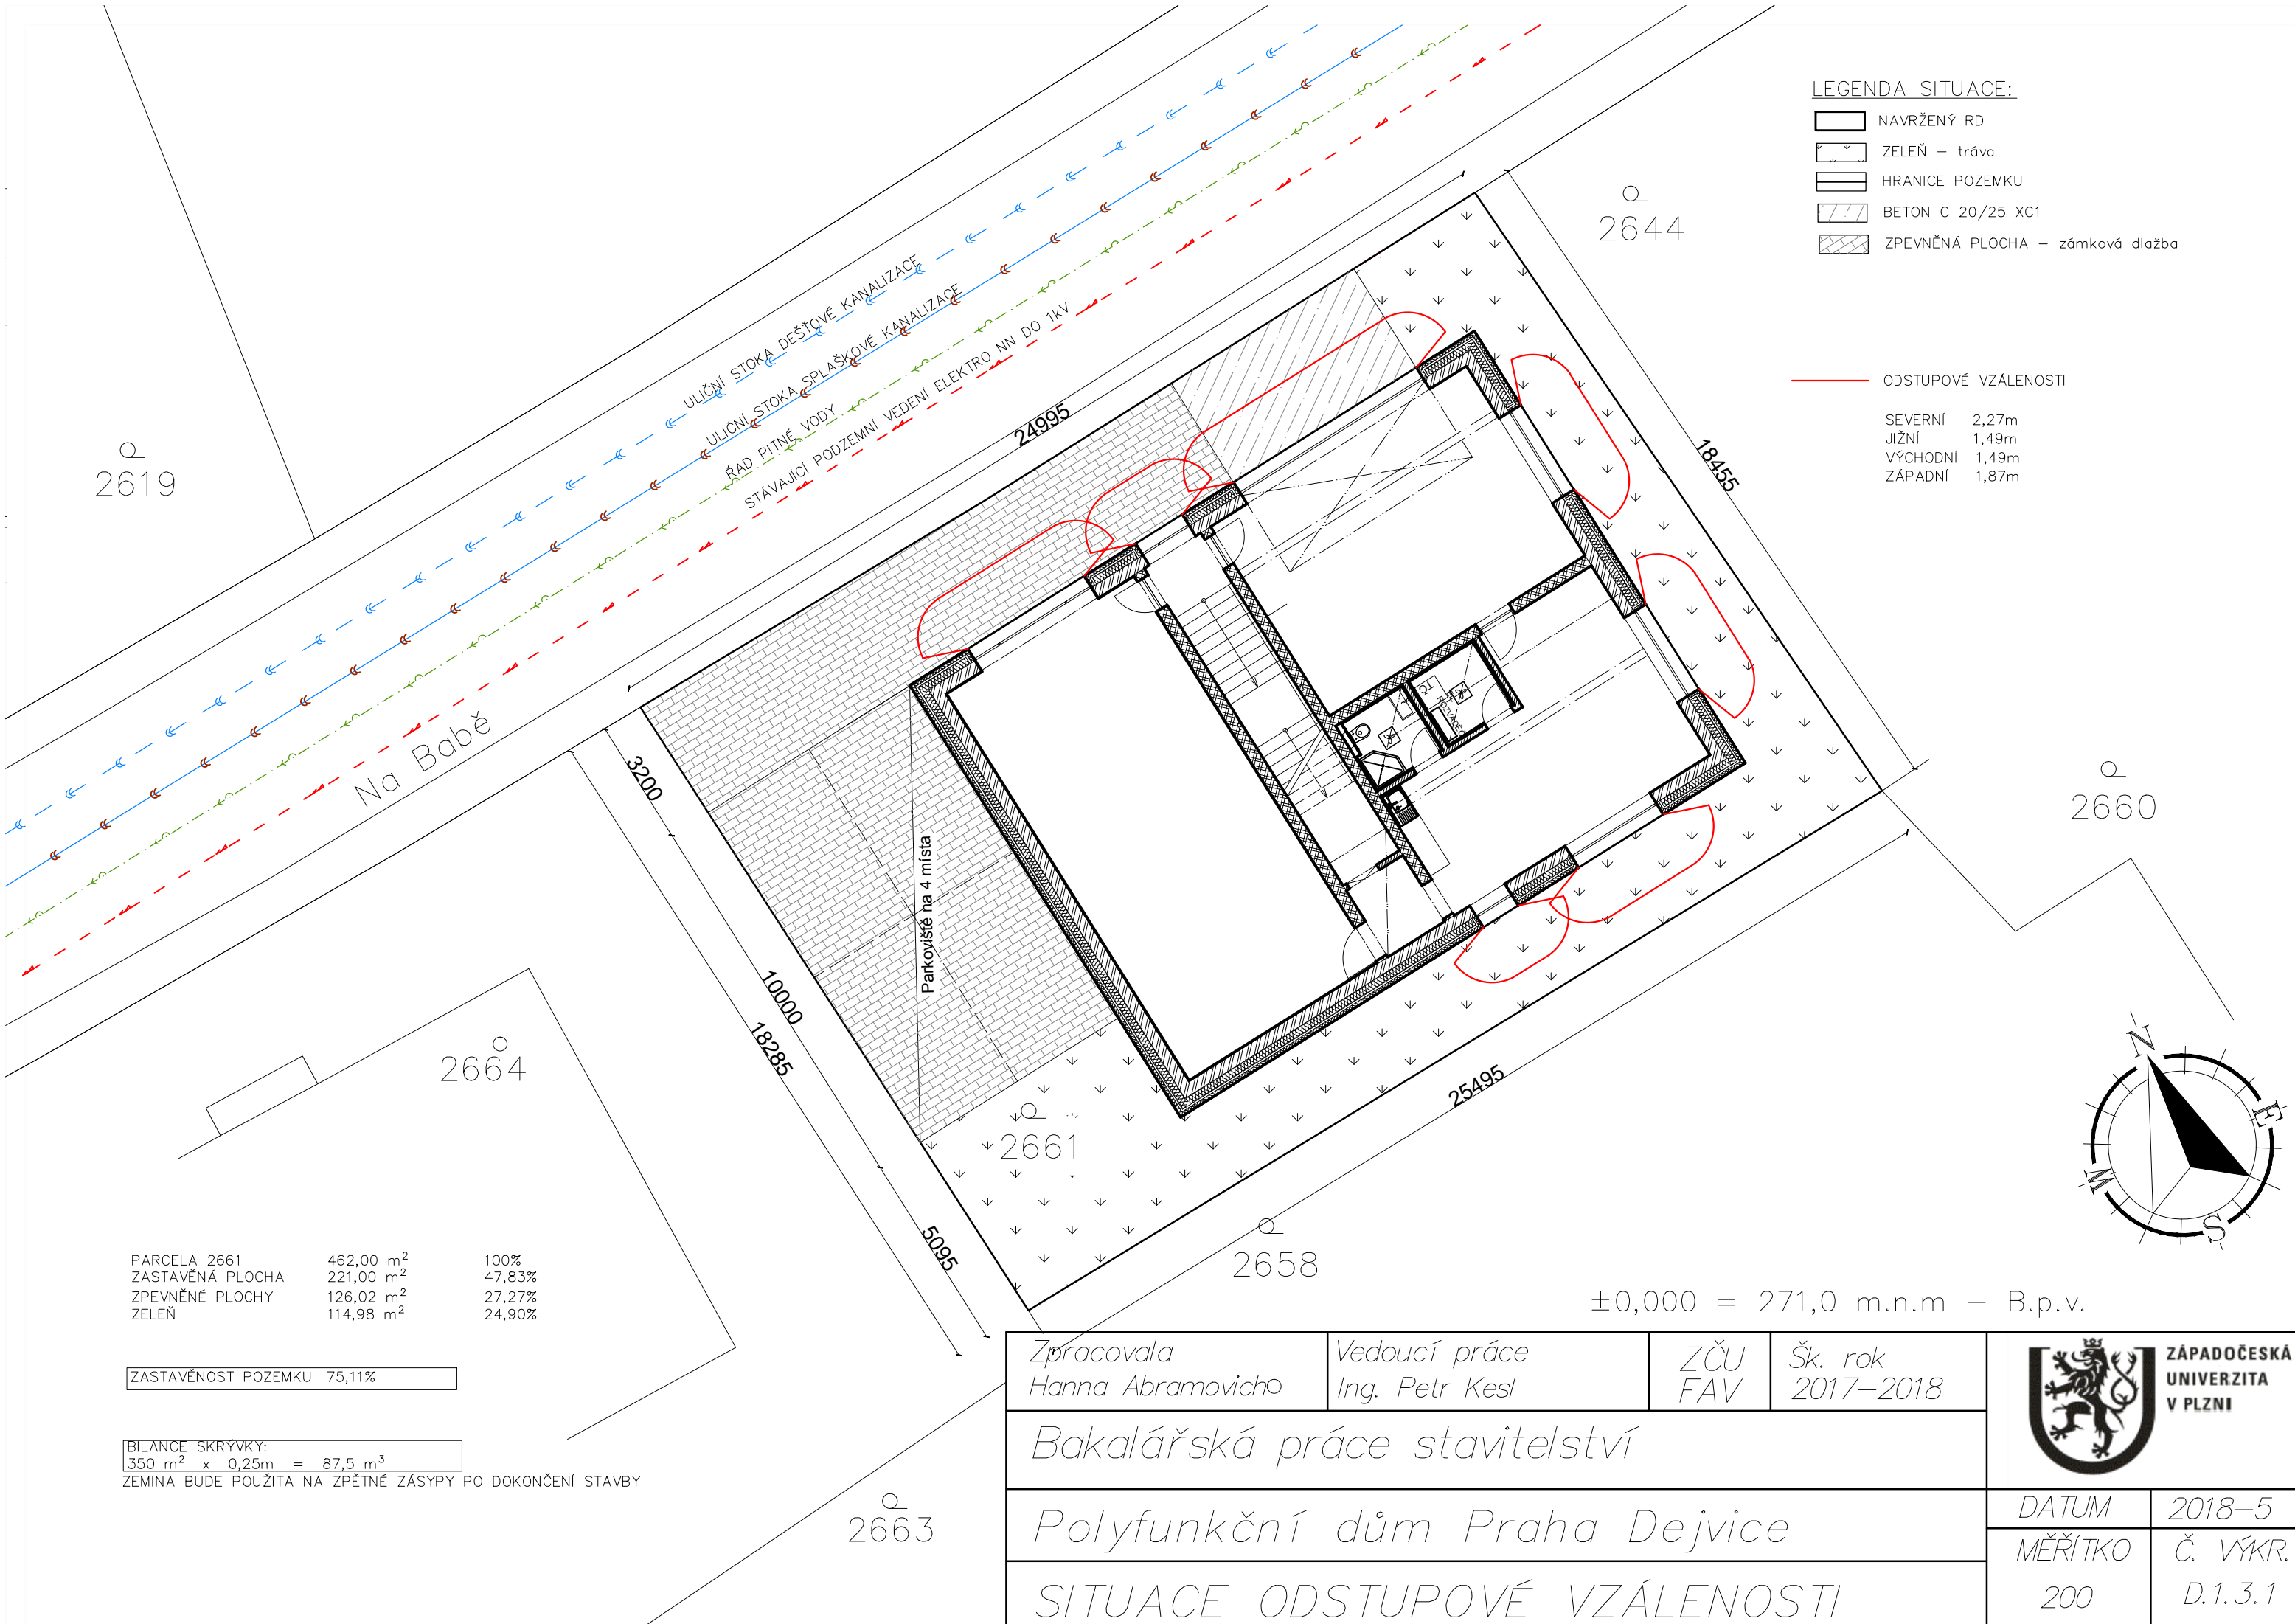 LEGENDA SITUACE:
NAVRŽENÝ RD
ZELEŇ – tráva
HRANICE POZEMKU
BETON C 20/25 XC1
ZPEVNĚNÁ PLOCHA – zámková dlažba
ODSTUPOVÉ VZÁLENOSTI
SEVERNÍ 2,27m
JIŽNÍ 1,49m
VÝCHODNÍ 1,49m
ZÁPADNÍ 1,87m
2644
2619
ULIČNÍ STOKA DEŠŤOVÉ KANALIZACE
ULIČNÍ STOKA SPLAŠKOVÉ KANALIZACE
ŘAD PITNÉ VODY
STÁVAJÍCÍ PODZEMNÍ VEDENÍ ELEKTRO NN DO 1kV
24995
18455
Na Babě
3200
10000
18285
5095
25495
Parkoviště na 4 místa
2660
2664
2661
2658
2663
N
E
S
W
PARCELA 2661 462,00 m² 100%
ZASTAVĚNÁ PLOCHA 221,00 m² 47,83%
ZPEVNĚNÉ PLOCHY 126,02 m² 27,27%
ZELEŇ 114,98 m² 24,90%
ZASTAVĚNOST POZEMKU 75,11%
BILANCE SKRÝVKY:
350 m² x 0,25m = 87,5 m³
ZEMINA BUDE POUŽITA NA ZPĚTNÉ ZÁSYPY PO DOKONČENÍ STAVBY
±0,000 = 271,0 m.n.m – B.p.v.
Zpracovala
Hanna Abramovich
Vedoucí práce
Ing. Petr Kesl
ZČU
FAV
Šk. rok
2017–2018
ZÁPADOČESKÁ
UNIVERZITA
V PLZNI
Bakalářská práce stavitelství
Polyfunkční dům Praha Dejvice
SITUACE ODSTUPOVÉ VZÁLENOSTI
DATUM 2018–5
MĚŘÍTKO Č. VÝKR.
200 D.1.3.1